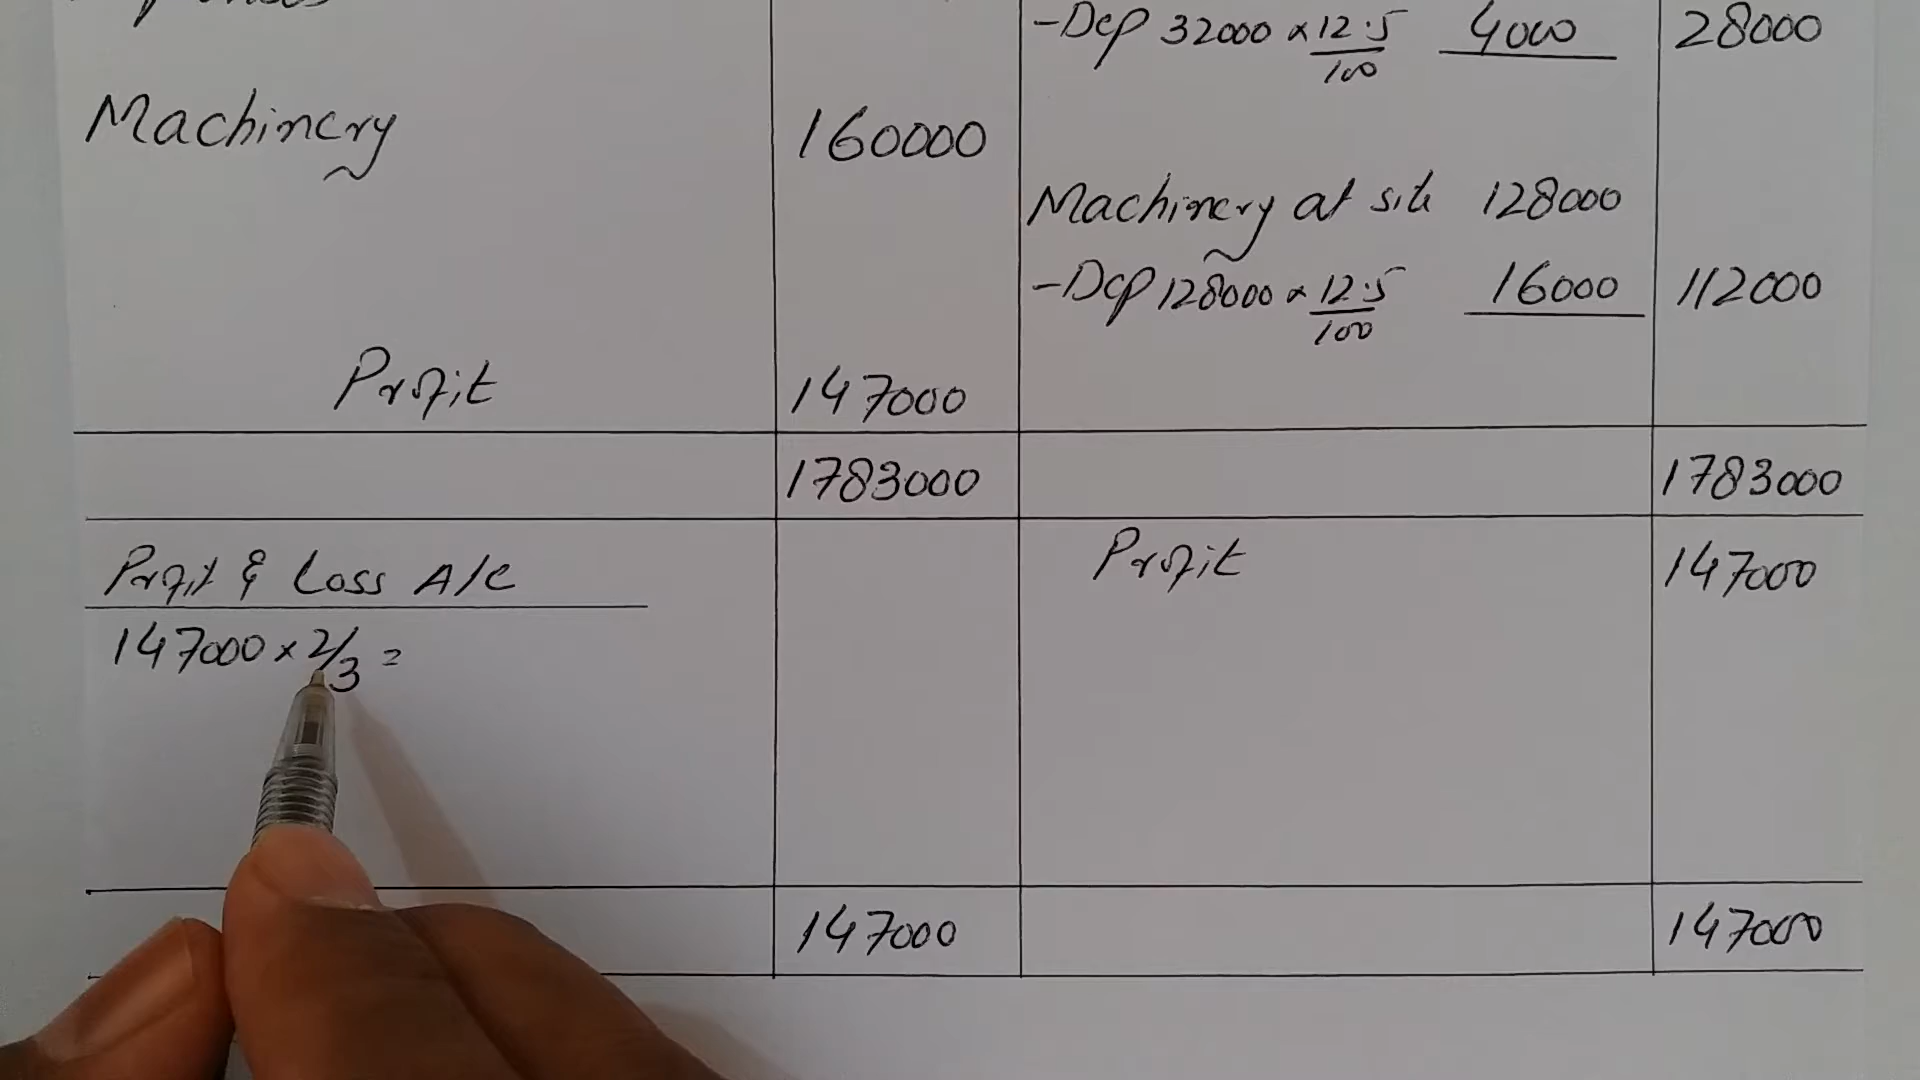 -Dep 32000 × 12.5/100 4000 28000
Machinery 160000
Machinery at site 128000
-Dep 128000 × 12.5/100 16000 112000
Profit 147000
1783000 1783000
Profit & Loss A/C Profit 147000
147000 × 2/3 =
147000 147000